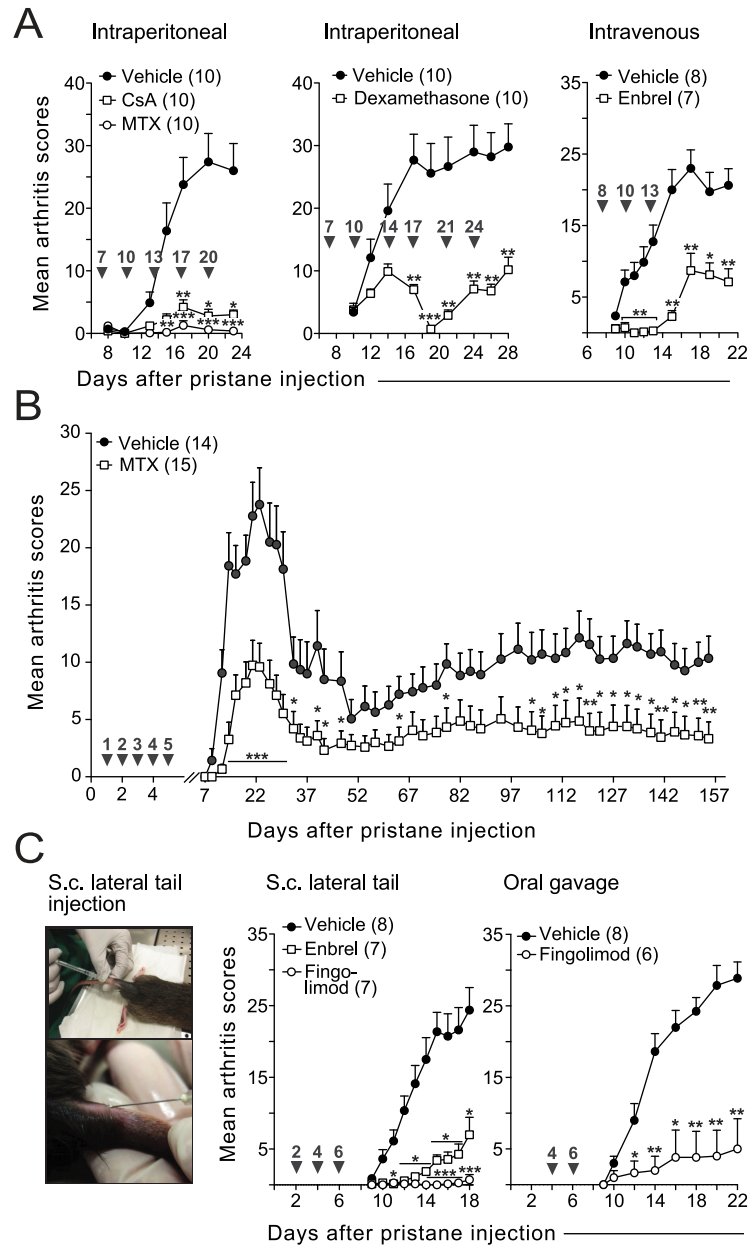 A
Intraperitoneal
Vehicle (10)
CsA (10)
MTX (10)
Mean arthritis scores
40
30
20
10
0
7 10 13 17 20
** * *
** *** *** ***
8 12 16 20 24
Intraperitoneal
Vehicle (10)
Dexamethasone (10)
40
30
20
10
0
7 10 14 17 21 24
** *** ** ** ** **
8 12 16 20 24 28
Intravenous
Vehicle (8)
Enbrel (7)
35
25
15
5
8 10 13
** ** ** * **
10 14 18 22
Days after pristane injection
B
Vehicle (14)
MTX (15)
Mean arthritis scores
30
25
20
15
10
5
0
1 2 3 4 5
***
* * * * * * * * * * ** * * * * * ** * * ** **
0 2 4 7 22 37 52 67 82 97 112 127 142 157
Days after pristane injection
C
S.c. lateral tail
injection
S.c. lateral tail
Vehicle (8)
Enbrel (7)
Fingo-
limod (7)
Mean arthritis scores
35
25
15
5
2 4 6
* * * *
*** ***
2 6 10 14 18
Oral gavage
Vehicle (8)
Fingolimod (6)
35
25
15
5
4 6
* ** * ** ** **
2 6 10 14 18 22
Days after pristane injection